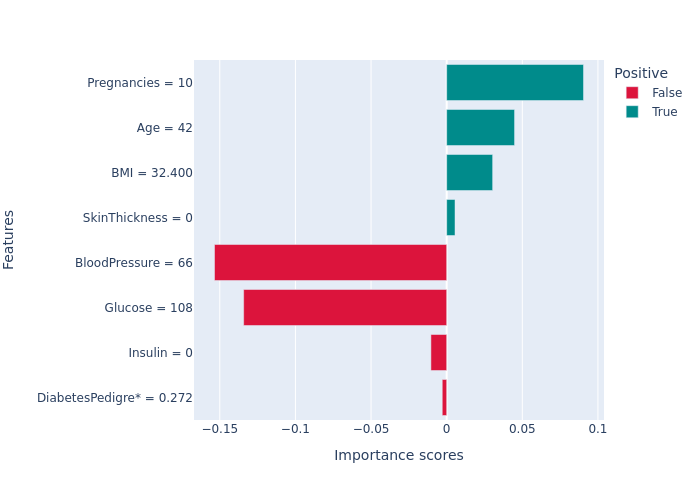 Positive
False
True
Features
Pregnancies = 10
Age = 42
BMI = 32.400
SkinThickness = 0
BloodPressure = 66
Glucose = 108
Insulin = 0
DiabetesPedigre* = 0.272
−0.15 −0.1 −0.05 0 0.05 0.1
Importance scores